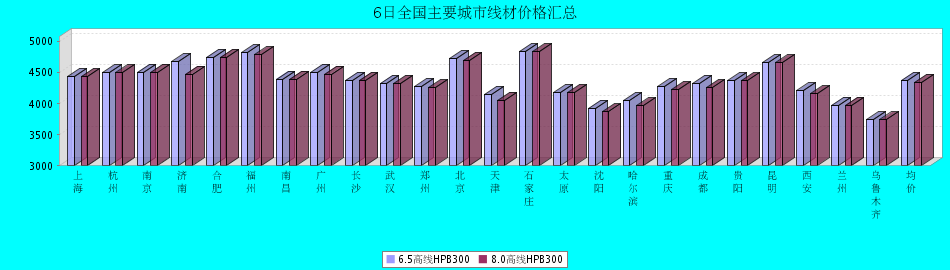 6日全国主要城市线材价格汇总
5000
4500
4000
3500
3000
上海 杭州 南京 济南 合肥 福州 南昌 广州 长沙 武汉 郑州 北京 天津 石家庄 太原 沈阳 哈尔滨 重庆 成都 贵阳 昆明 西安 兰州 乌鲁木齐 均价
6.5高线HPB300 8.0高线HPB300